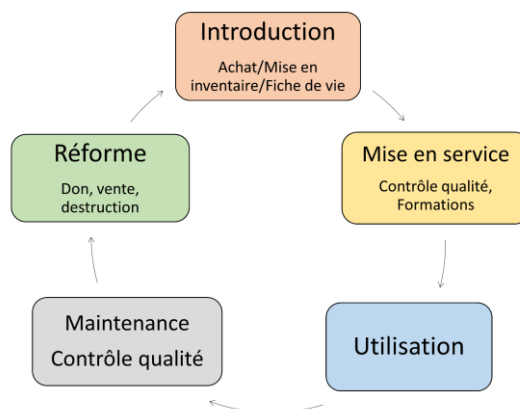 Introduction
Achat/Mise en
inventaire/Fiche de vie
Mise en service
Contrôle qualité,
Formations
Utilisation
Maintenance
Contrôle qualité
Réforme
Don, vente,
destruction